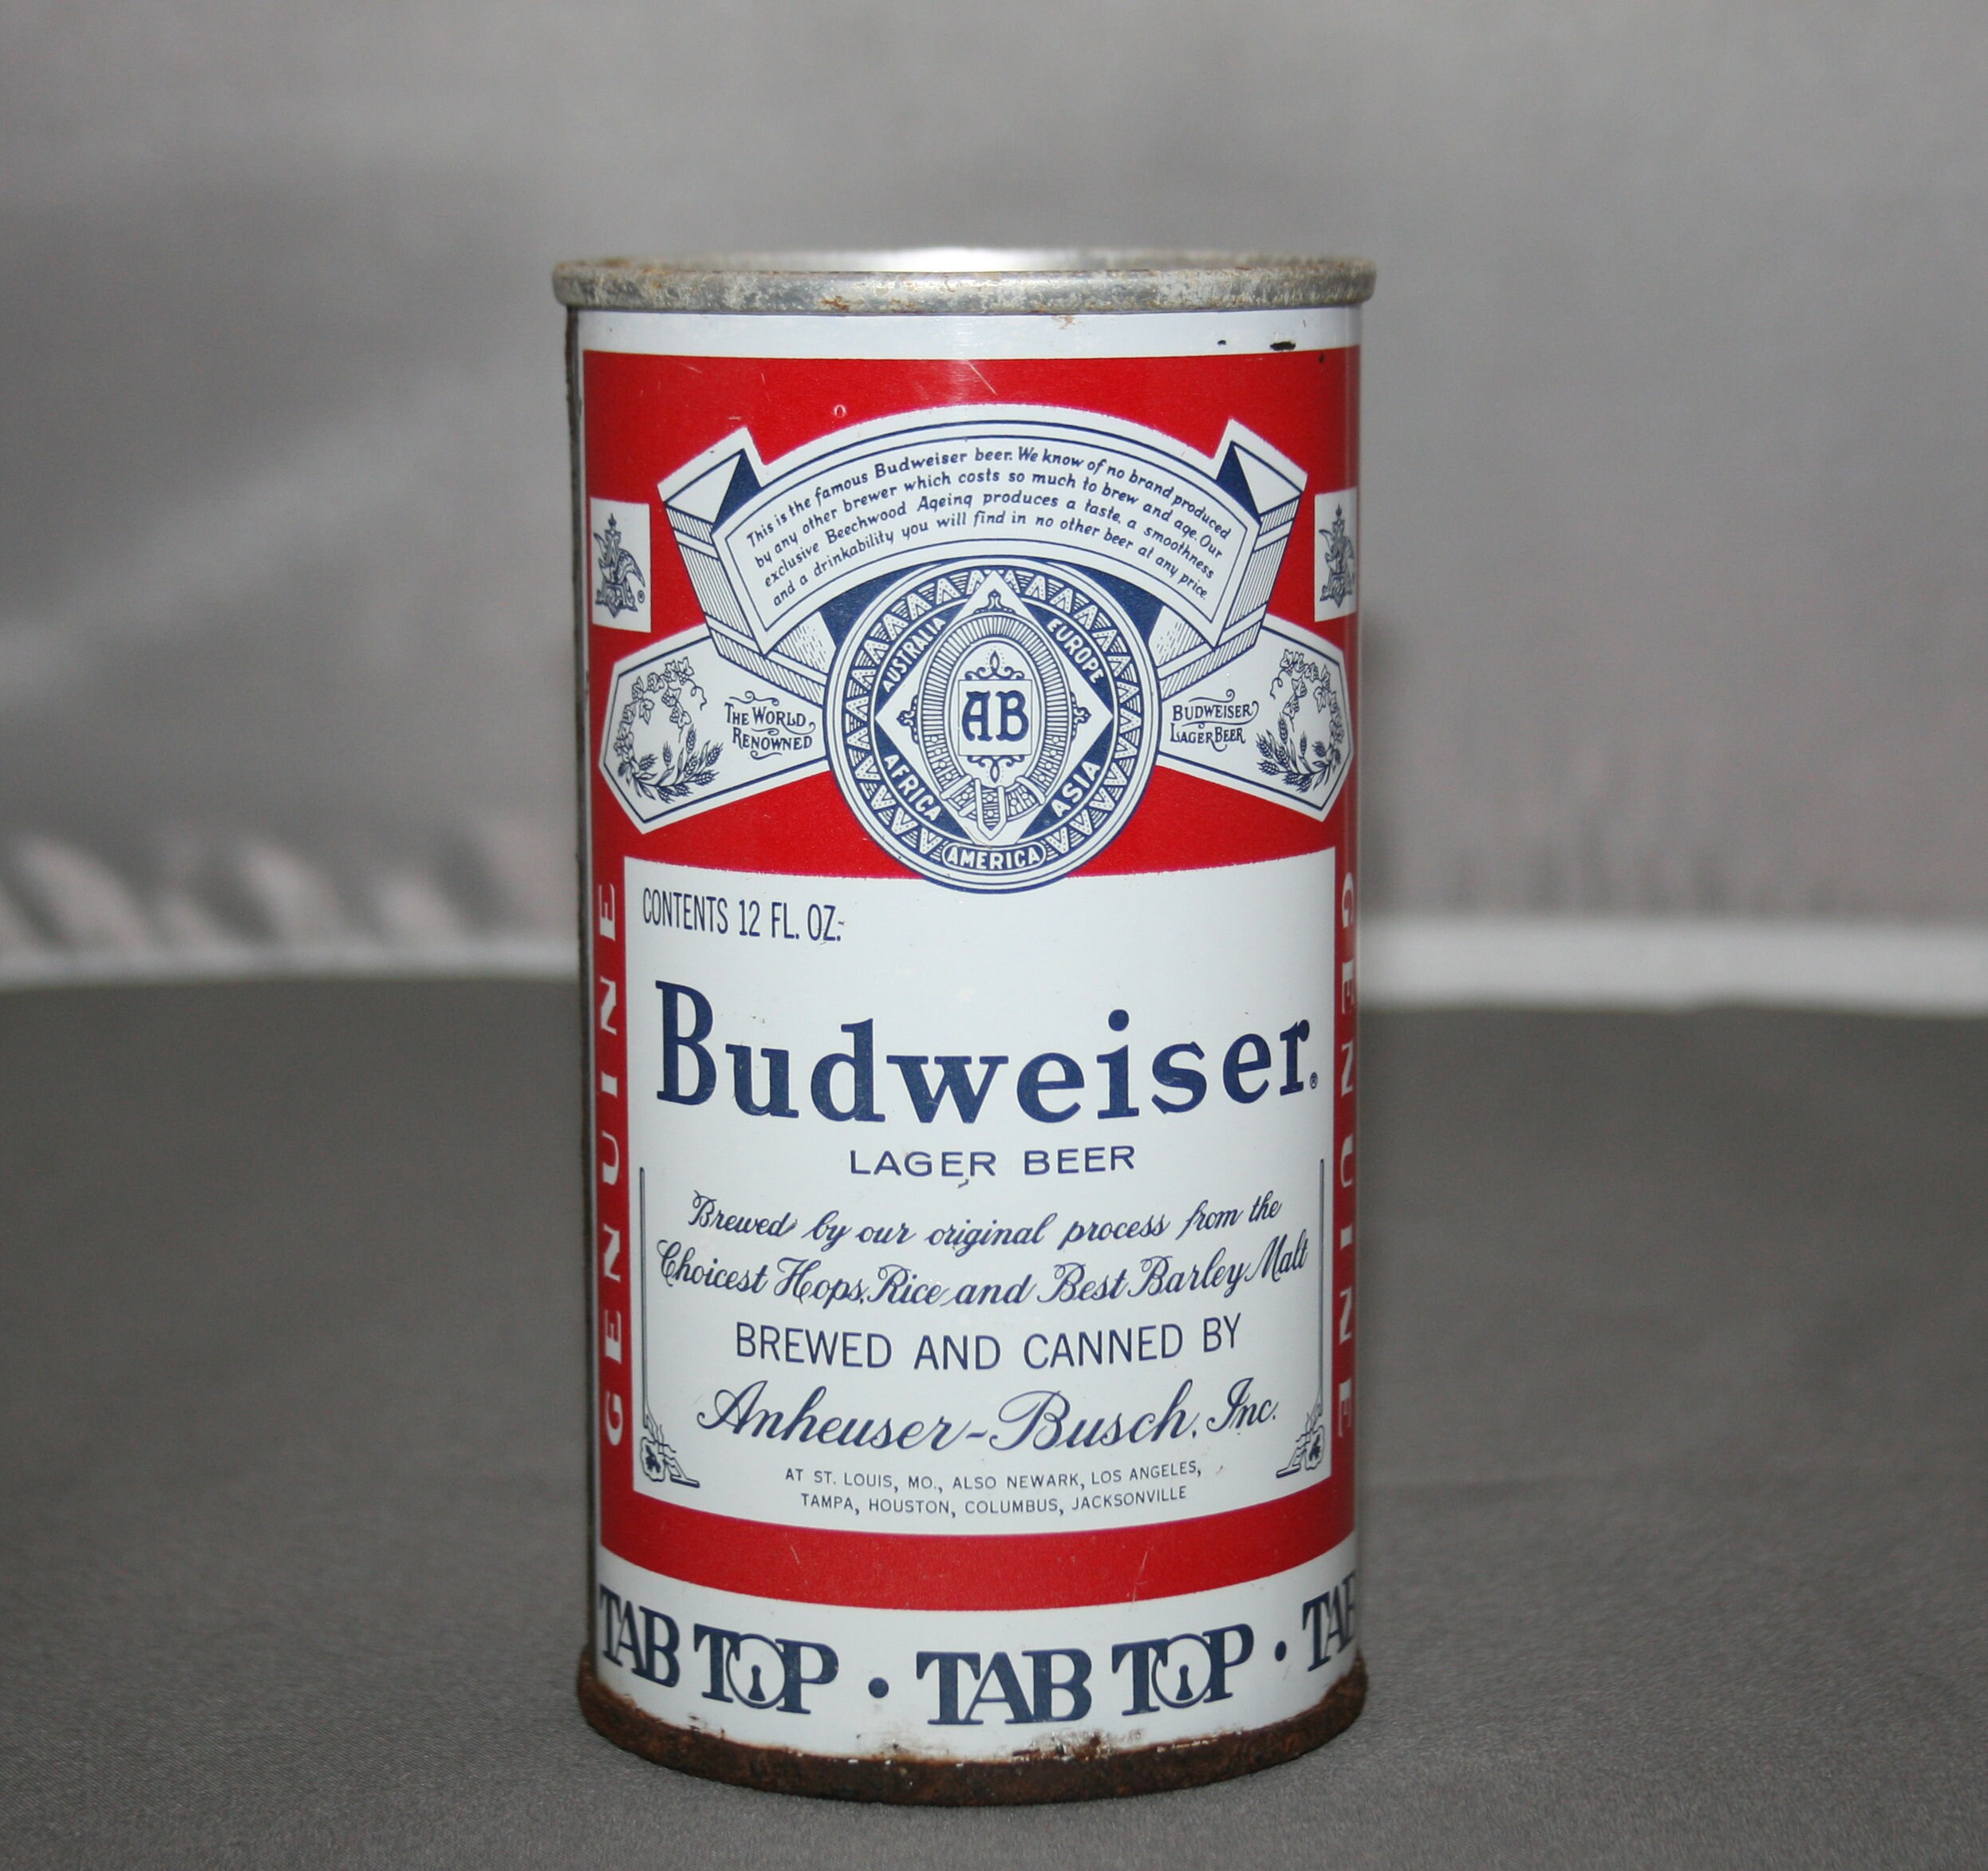 This is the famous Budweiser beer. We know of no brand produced
by any other brewer which costs so much to brew and age. Our
exclusive Beechwood Ageing produces a taste, a smoothness
and a drinkability you will find in no other beer at any price.
AUSTRALIA
EUROPE
THE WORLD
RENOWNED
AB
BUDWEISER
LAGER BEER
AFRICA
ASIA
AMERICA
CONTENTS 12 FL. OZ.
GENUINE
GENUINE
Budweiser®
LAGER BEER
Brewed by our original process from the
Choicest Hops, Rice and Best Barley Malt
BREWED AND CANNED BY
Anheuser-Busch, Inc.
AT ST. LOUIS, MO., ALSO NEWARK, LOS ANGELES,
TAMPA, HOUSTON, COLUMBUS, JACKSONVILLE
TAB TOP • TAB TOP • TAB